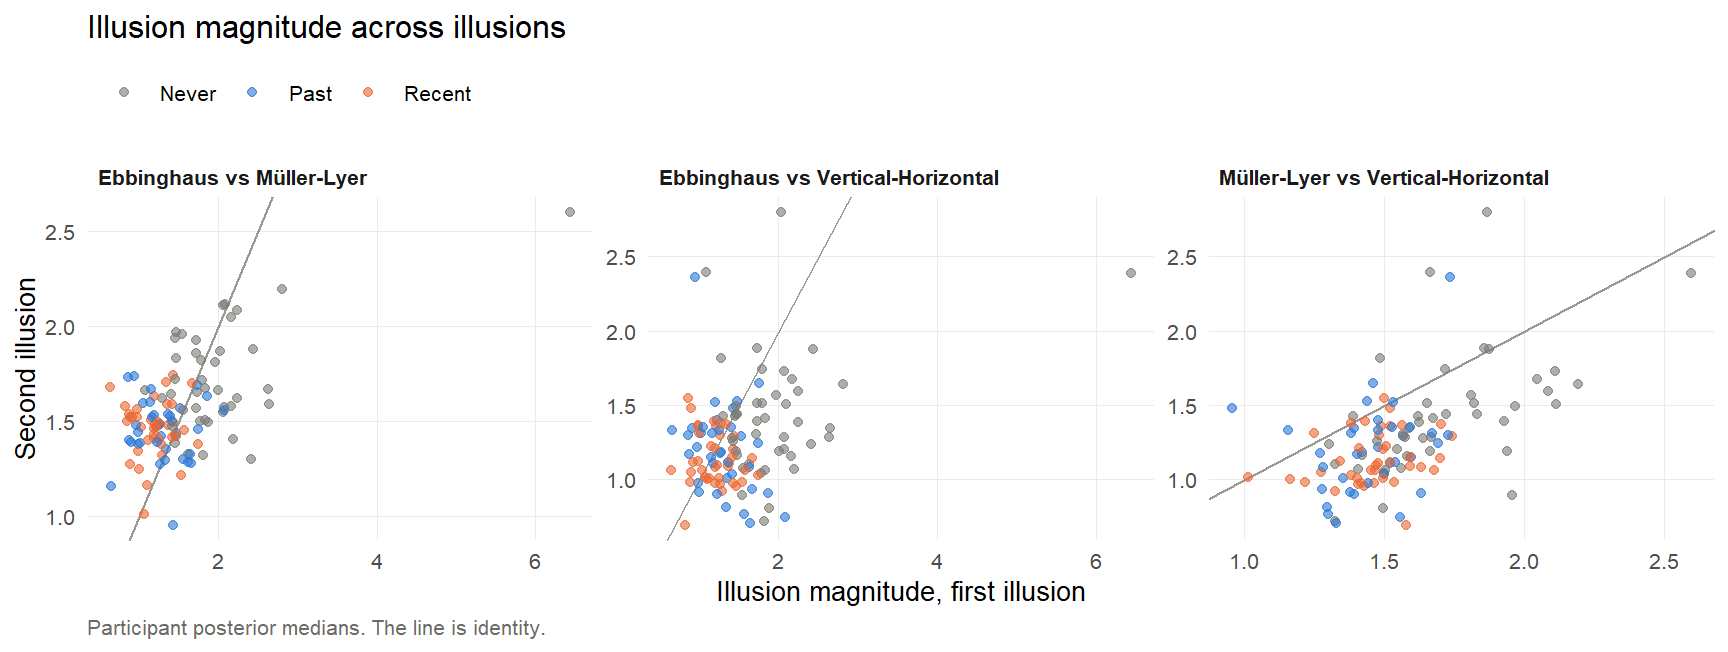 Illusion magnitude across illusions
Never Past Recent
Ebbinghaus vs Müller-Lyer
Ebbinghaus vs Vertical-Horizontal
Müller-Lyer vs Vertical-Horizontal
Second illusion
2.5
2.0
1.5
1.0
2 4 6
2.5
2.0
1.5
1.0
2 4 6
2.5
2.0
1.5
1.0
1.0 1.5 2.0 2.5
Illusion magnitude, first illusion
Participant posterior medians. The line is identity.